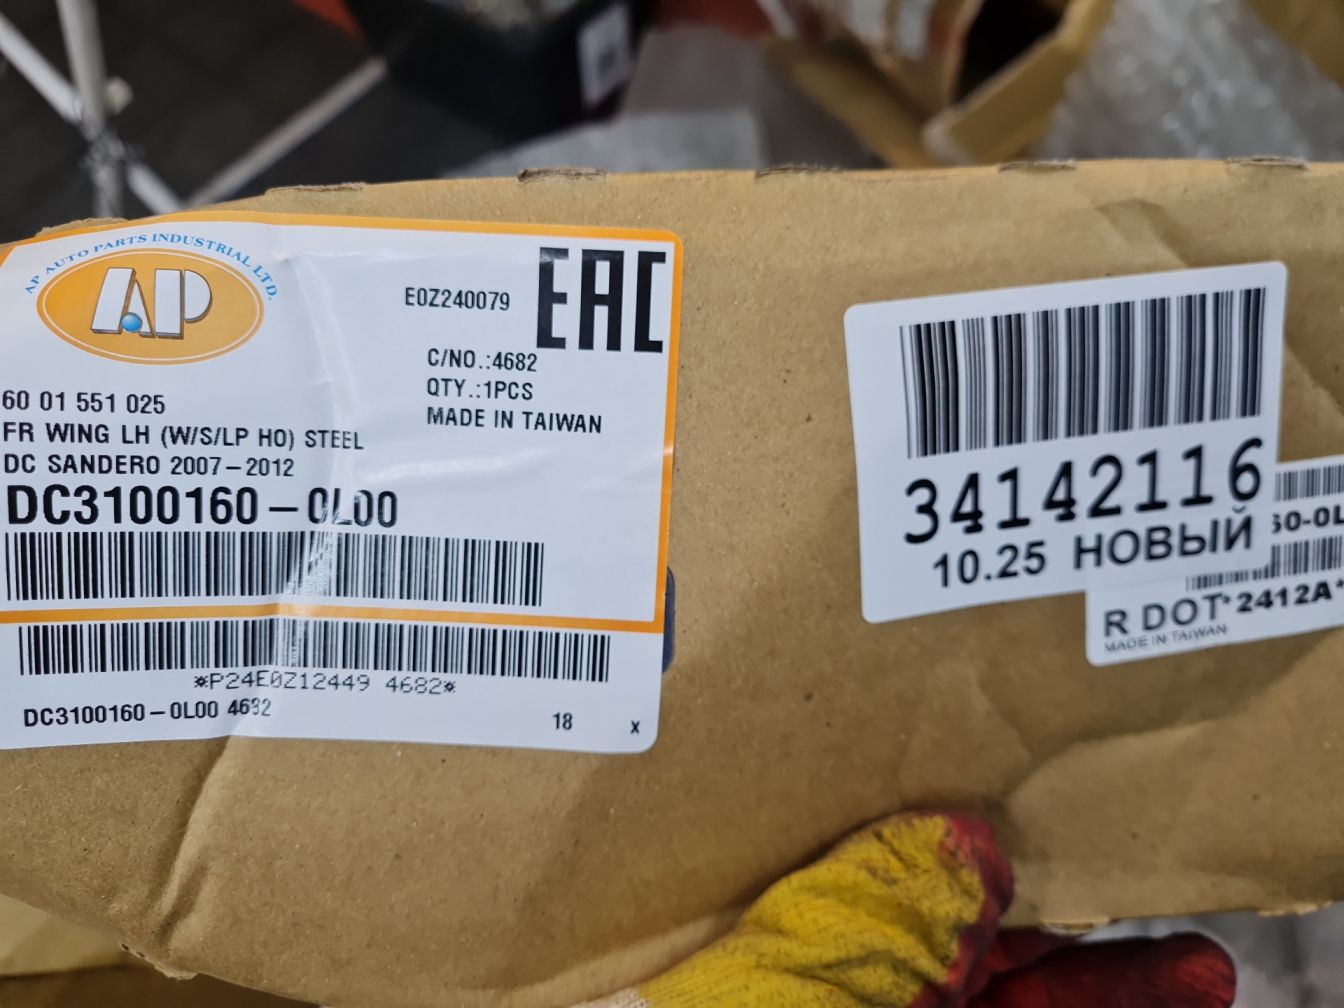 AP AUTO PARTS INDUSTRIAL LTD.
AP
E0Z240079
EAC
C/NO.:4682
QTY.:1PCS
MADE IN TAIWAN
60 01 551 025
FR WING LH (W/S/LP HO) STEEL
DC SANDERO 2007-2012
DC3100160-0L00
*P24E0Z12449 4682*
DC3100160-0L00 4682
18 x
34142116
10.25 НОВЫЙ
60-0L
R DOT *2412A*
MADE IN TAIWAN